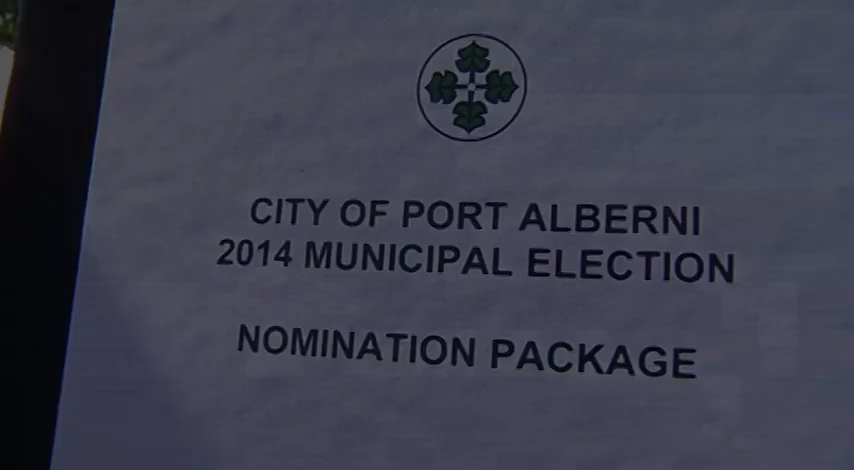 CITY OF PORT ALBERNI
2014 MUNICIPAL ELECTION
NOMINATION PACKAGE